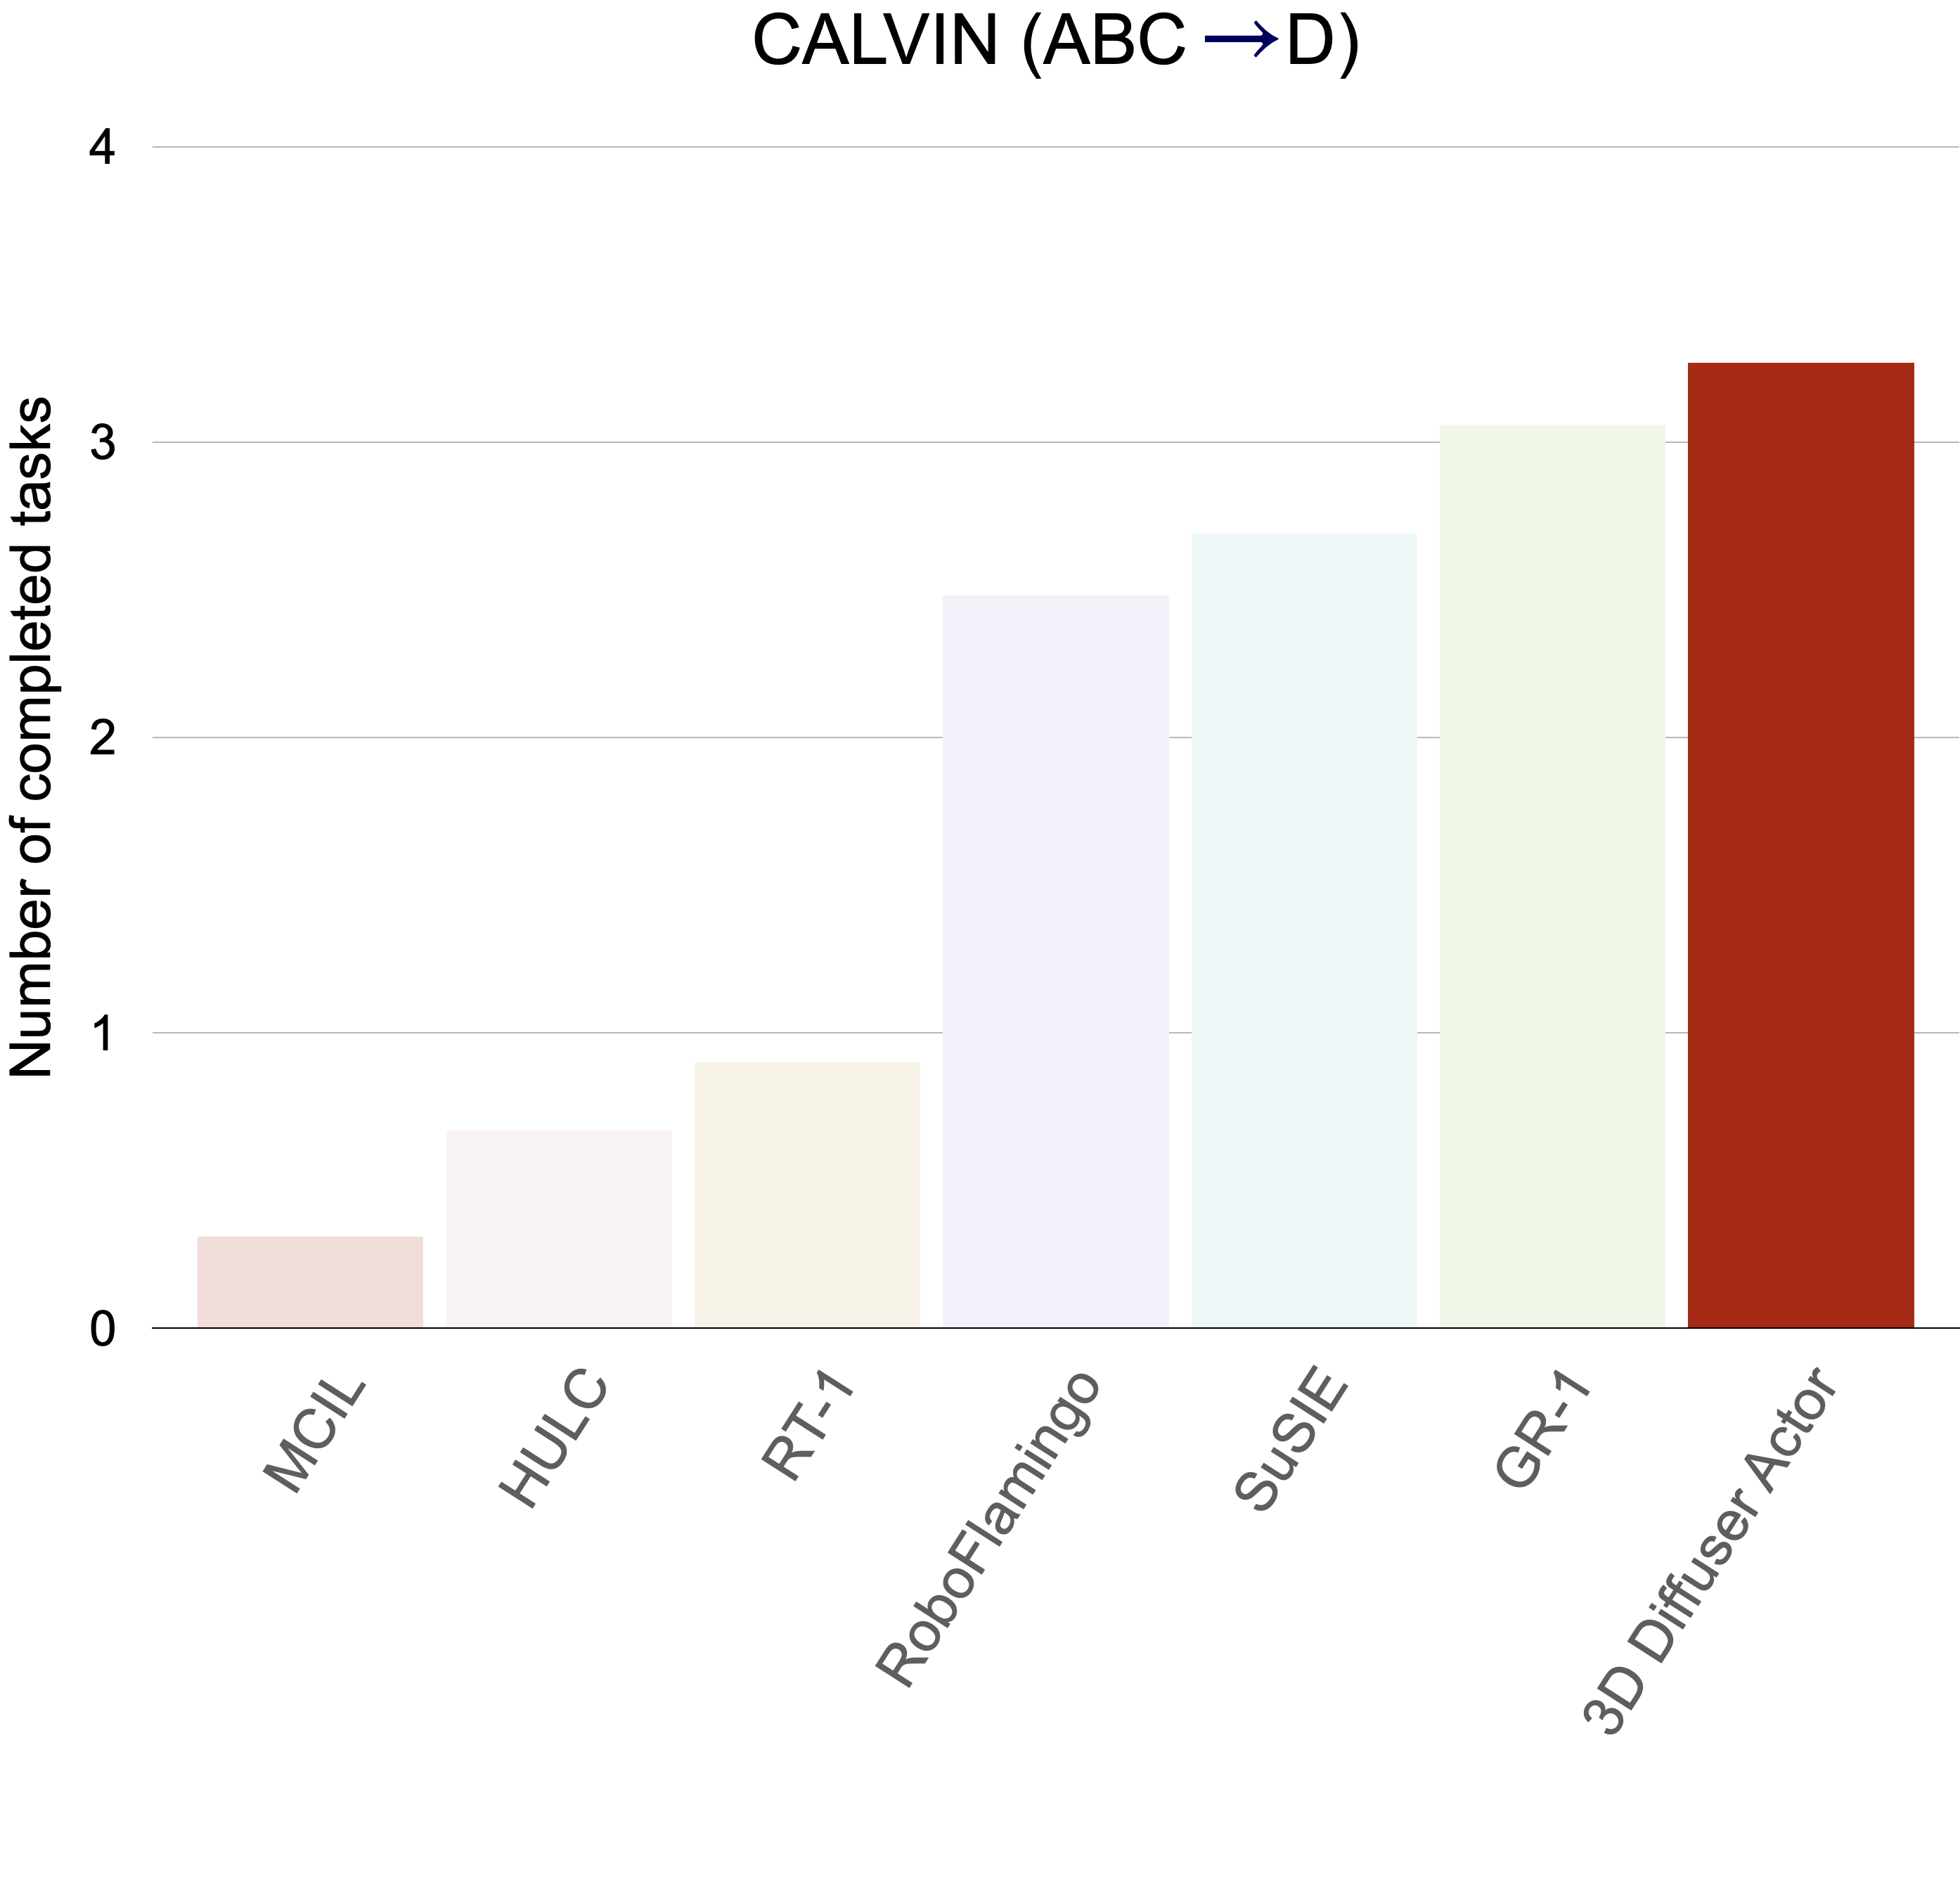 CALVIN (ABC →D)
Number of completed tasks
4
3
2
1
0
MCIL
HULC
RT-1
RoboFlamingo
SuSIE
GR-1
3D Diffuser Actor